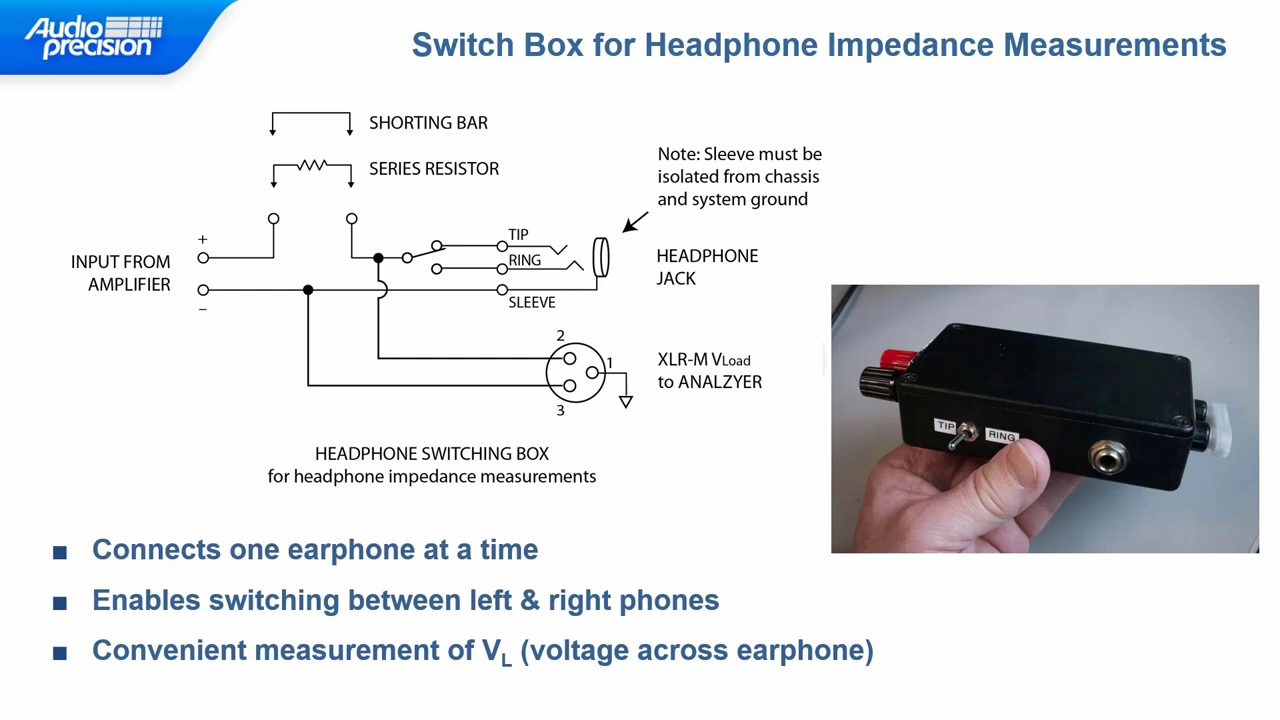 Audio
precision
Switch Box for Headphone Impedance Measurements
SHORTING BAR
SERIES RESISTOR
Note: Sleeve must be
isolated from chassis
and system ground
+
INPUT FROM
AMPLIFIER
–
TIP
RING
SLEEVE
HEADPHONE
JACK
2
1
3
XLR-M VLoad
to ANALZYER
HEADPHONE SWITCHING BOX
for headphone impedance measurements
TIP
RING
■ Connects one earphone at a time
■ Enables switching between left & right phones
■ Convenient measurement of VL (voltage across earphone)